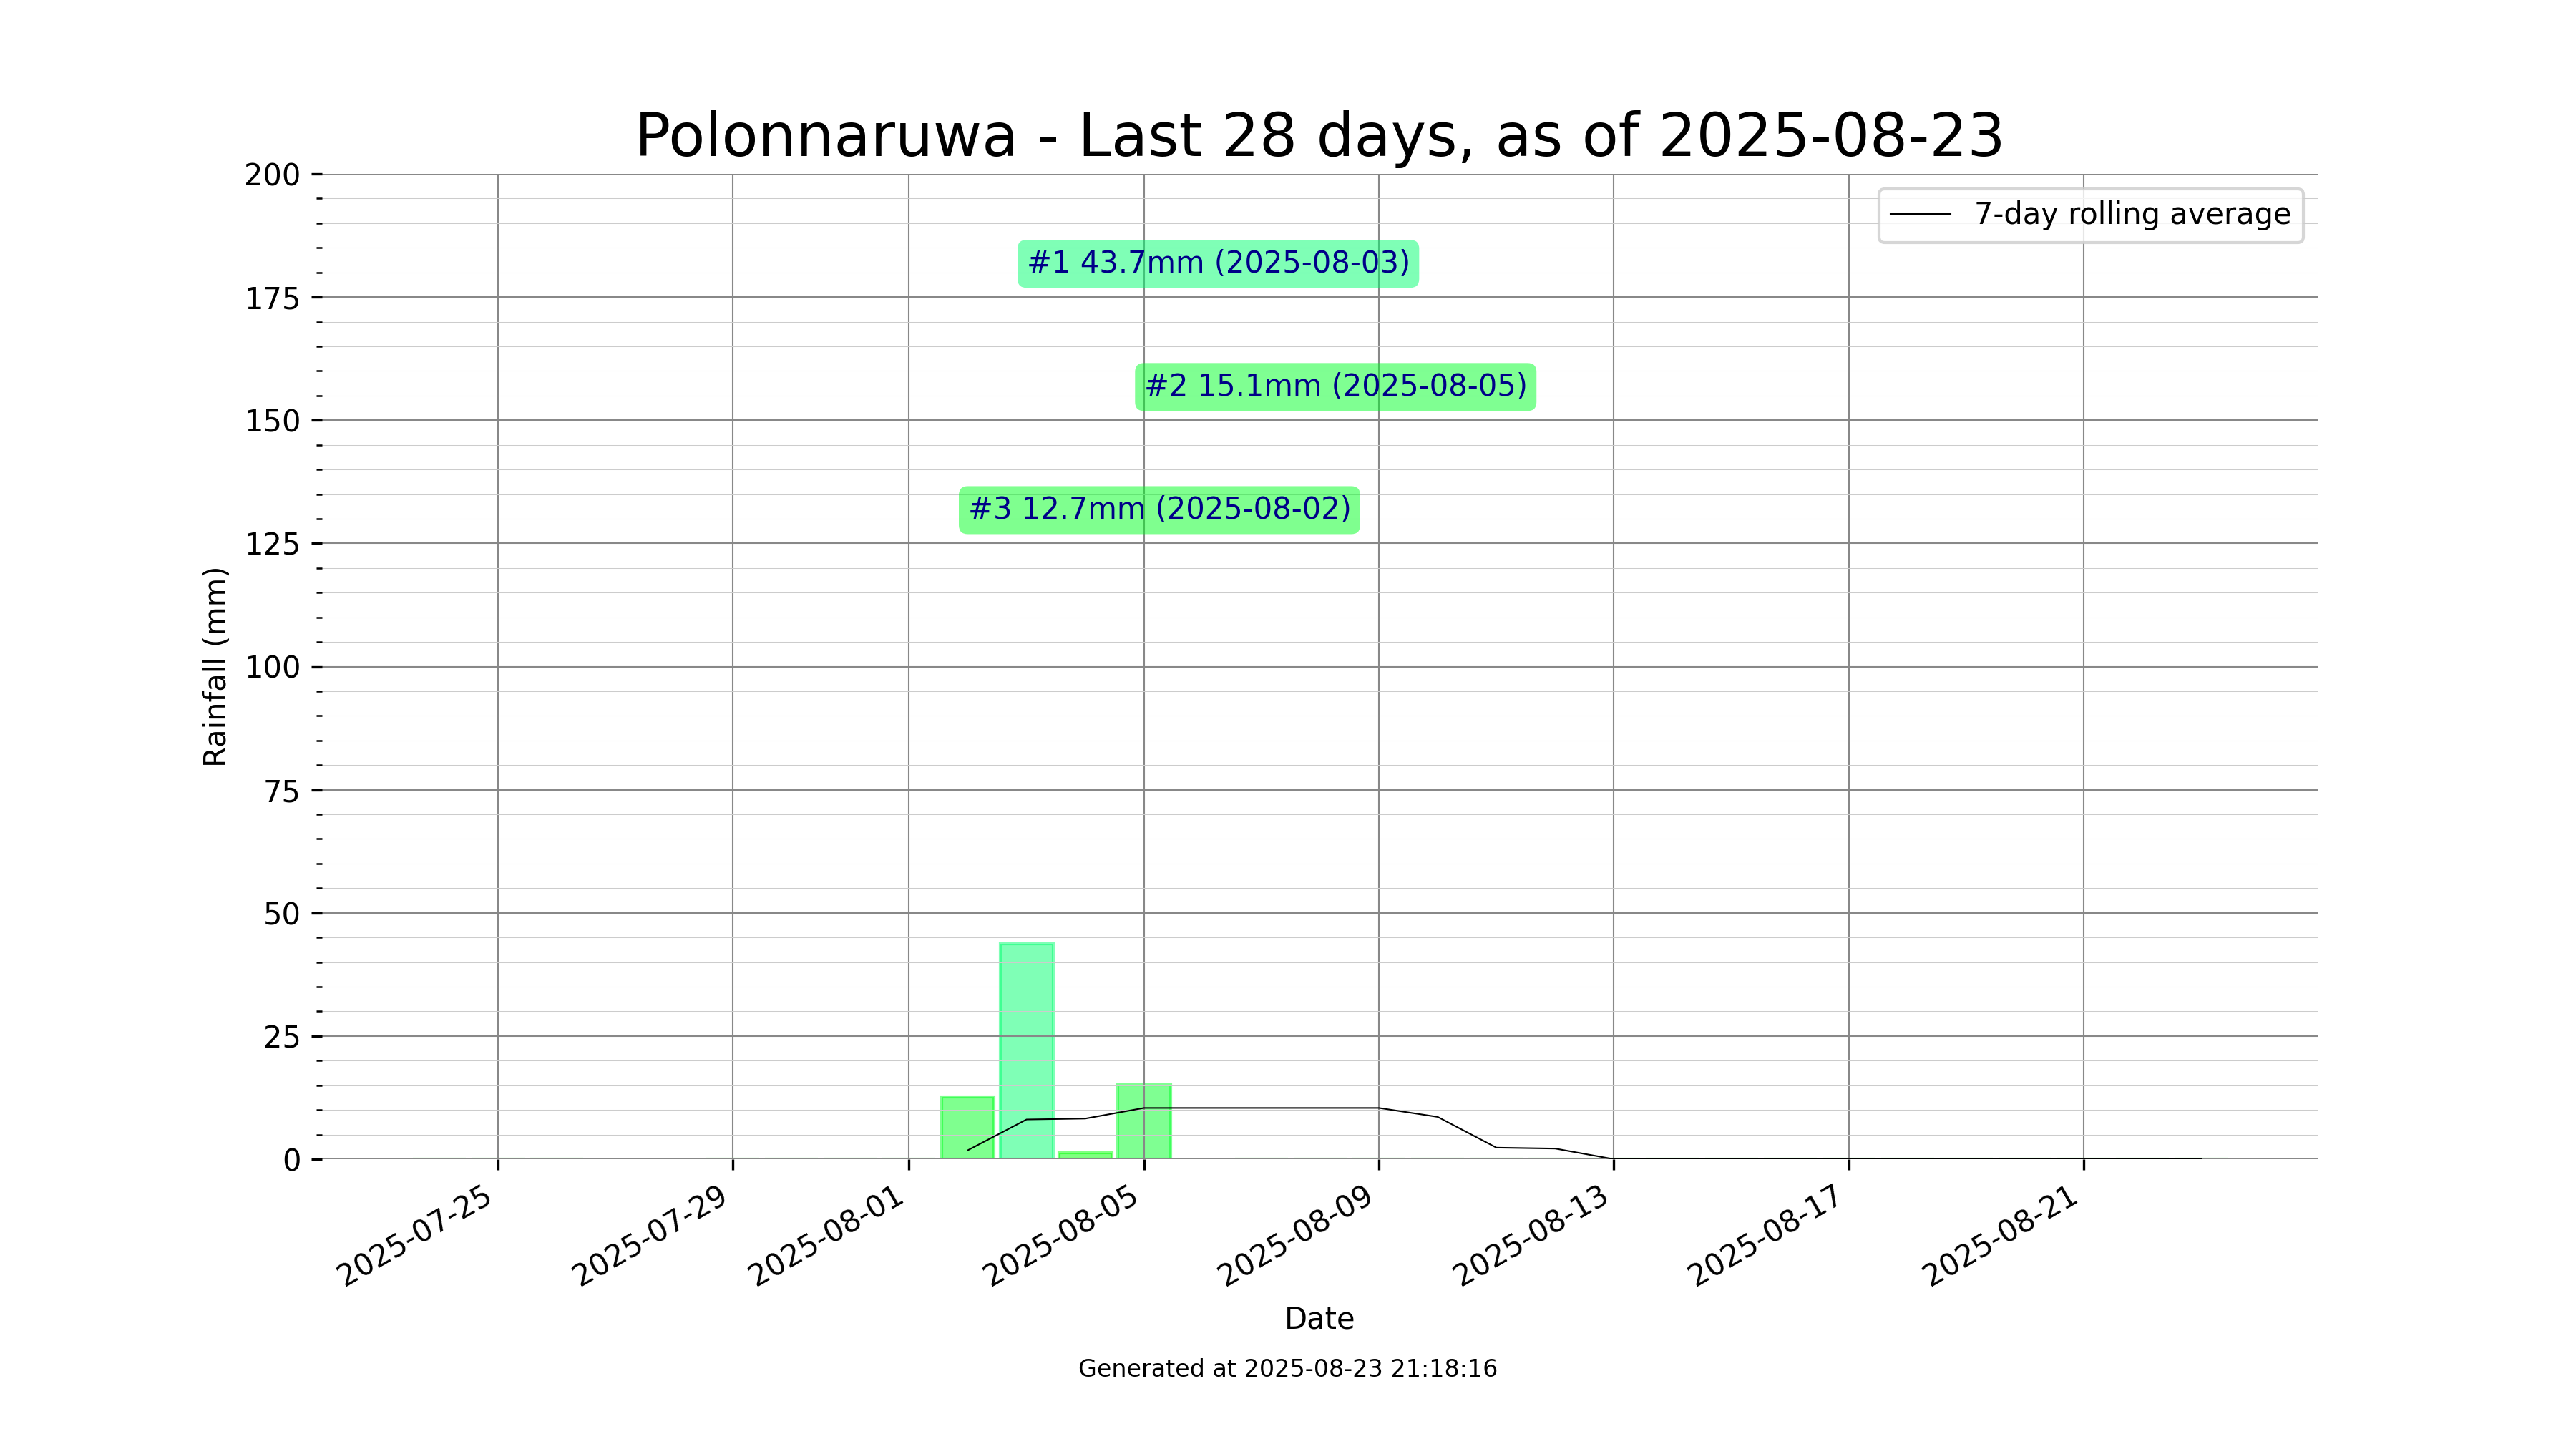 Polonnaruwa - Last 28 days, as of 2025-08-23
200
175
150
125
100
75
50
25
0
Rainfall (mm)
7-day rolling average
#1 43.7mm (2025-08-03)
#2 15.1mm (2025-08-05)
#3 12.7mm (2025-08-02)
2025-07-25
2025-07-29
2025-08-01
2025-08-05
2025-08-09
2025-08-13
2025-08-17
2025-08-21
Date
Generated at 2025-08-23 21:18:16